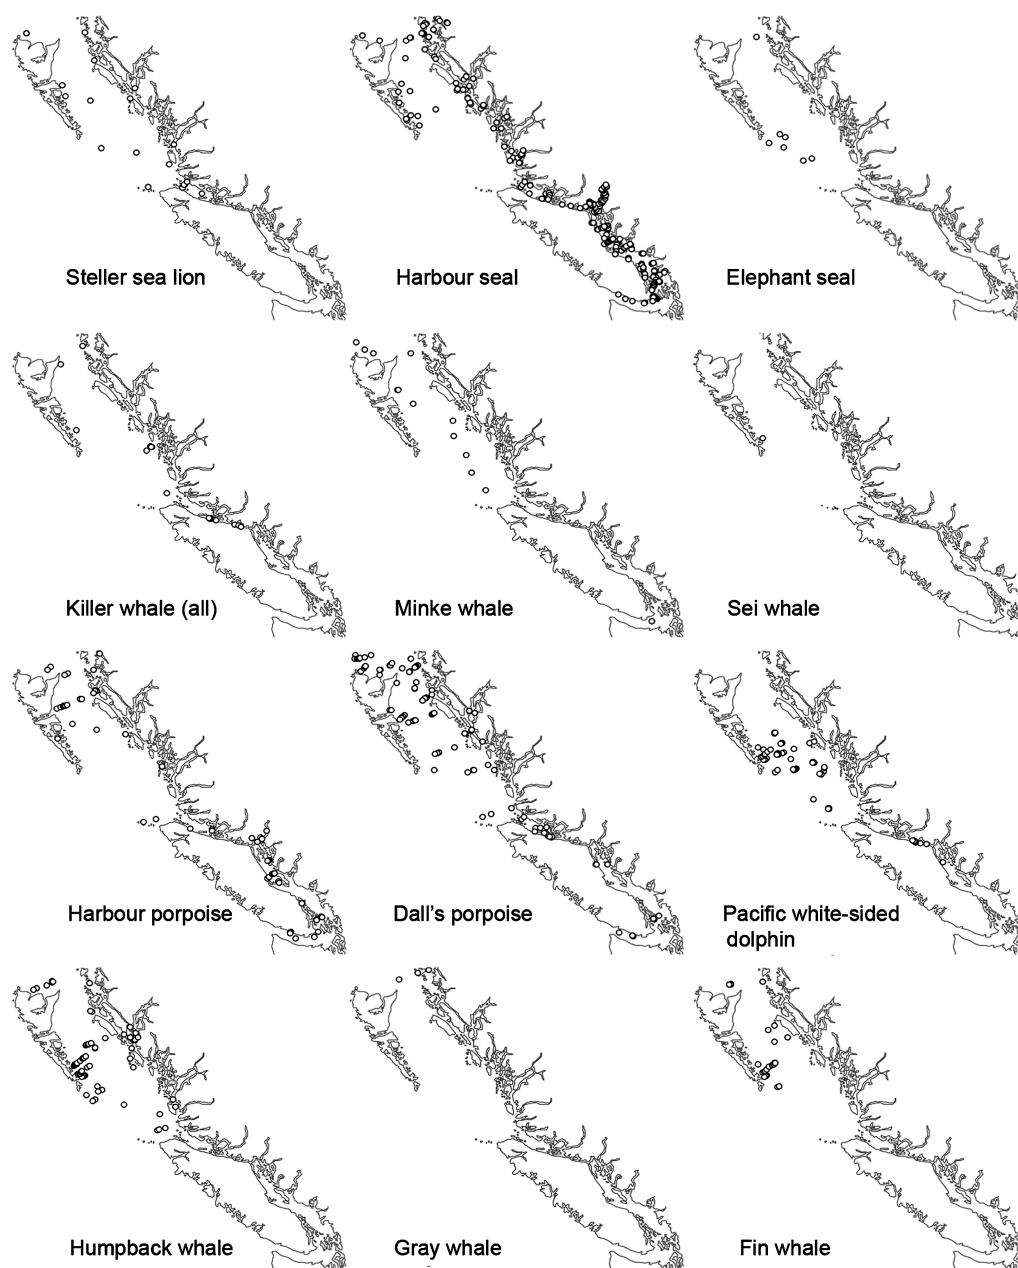 Steller sea lion
Harbour seal
Elephant seal
Killer whale (all)
Minke whale
Sei whale
Harbour porpoise
Dall’s porpoise
Pacific white-sided
dolphin
Humpback whale
Gray whale
Fin whale